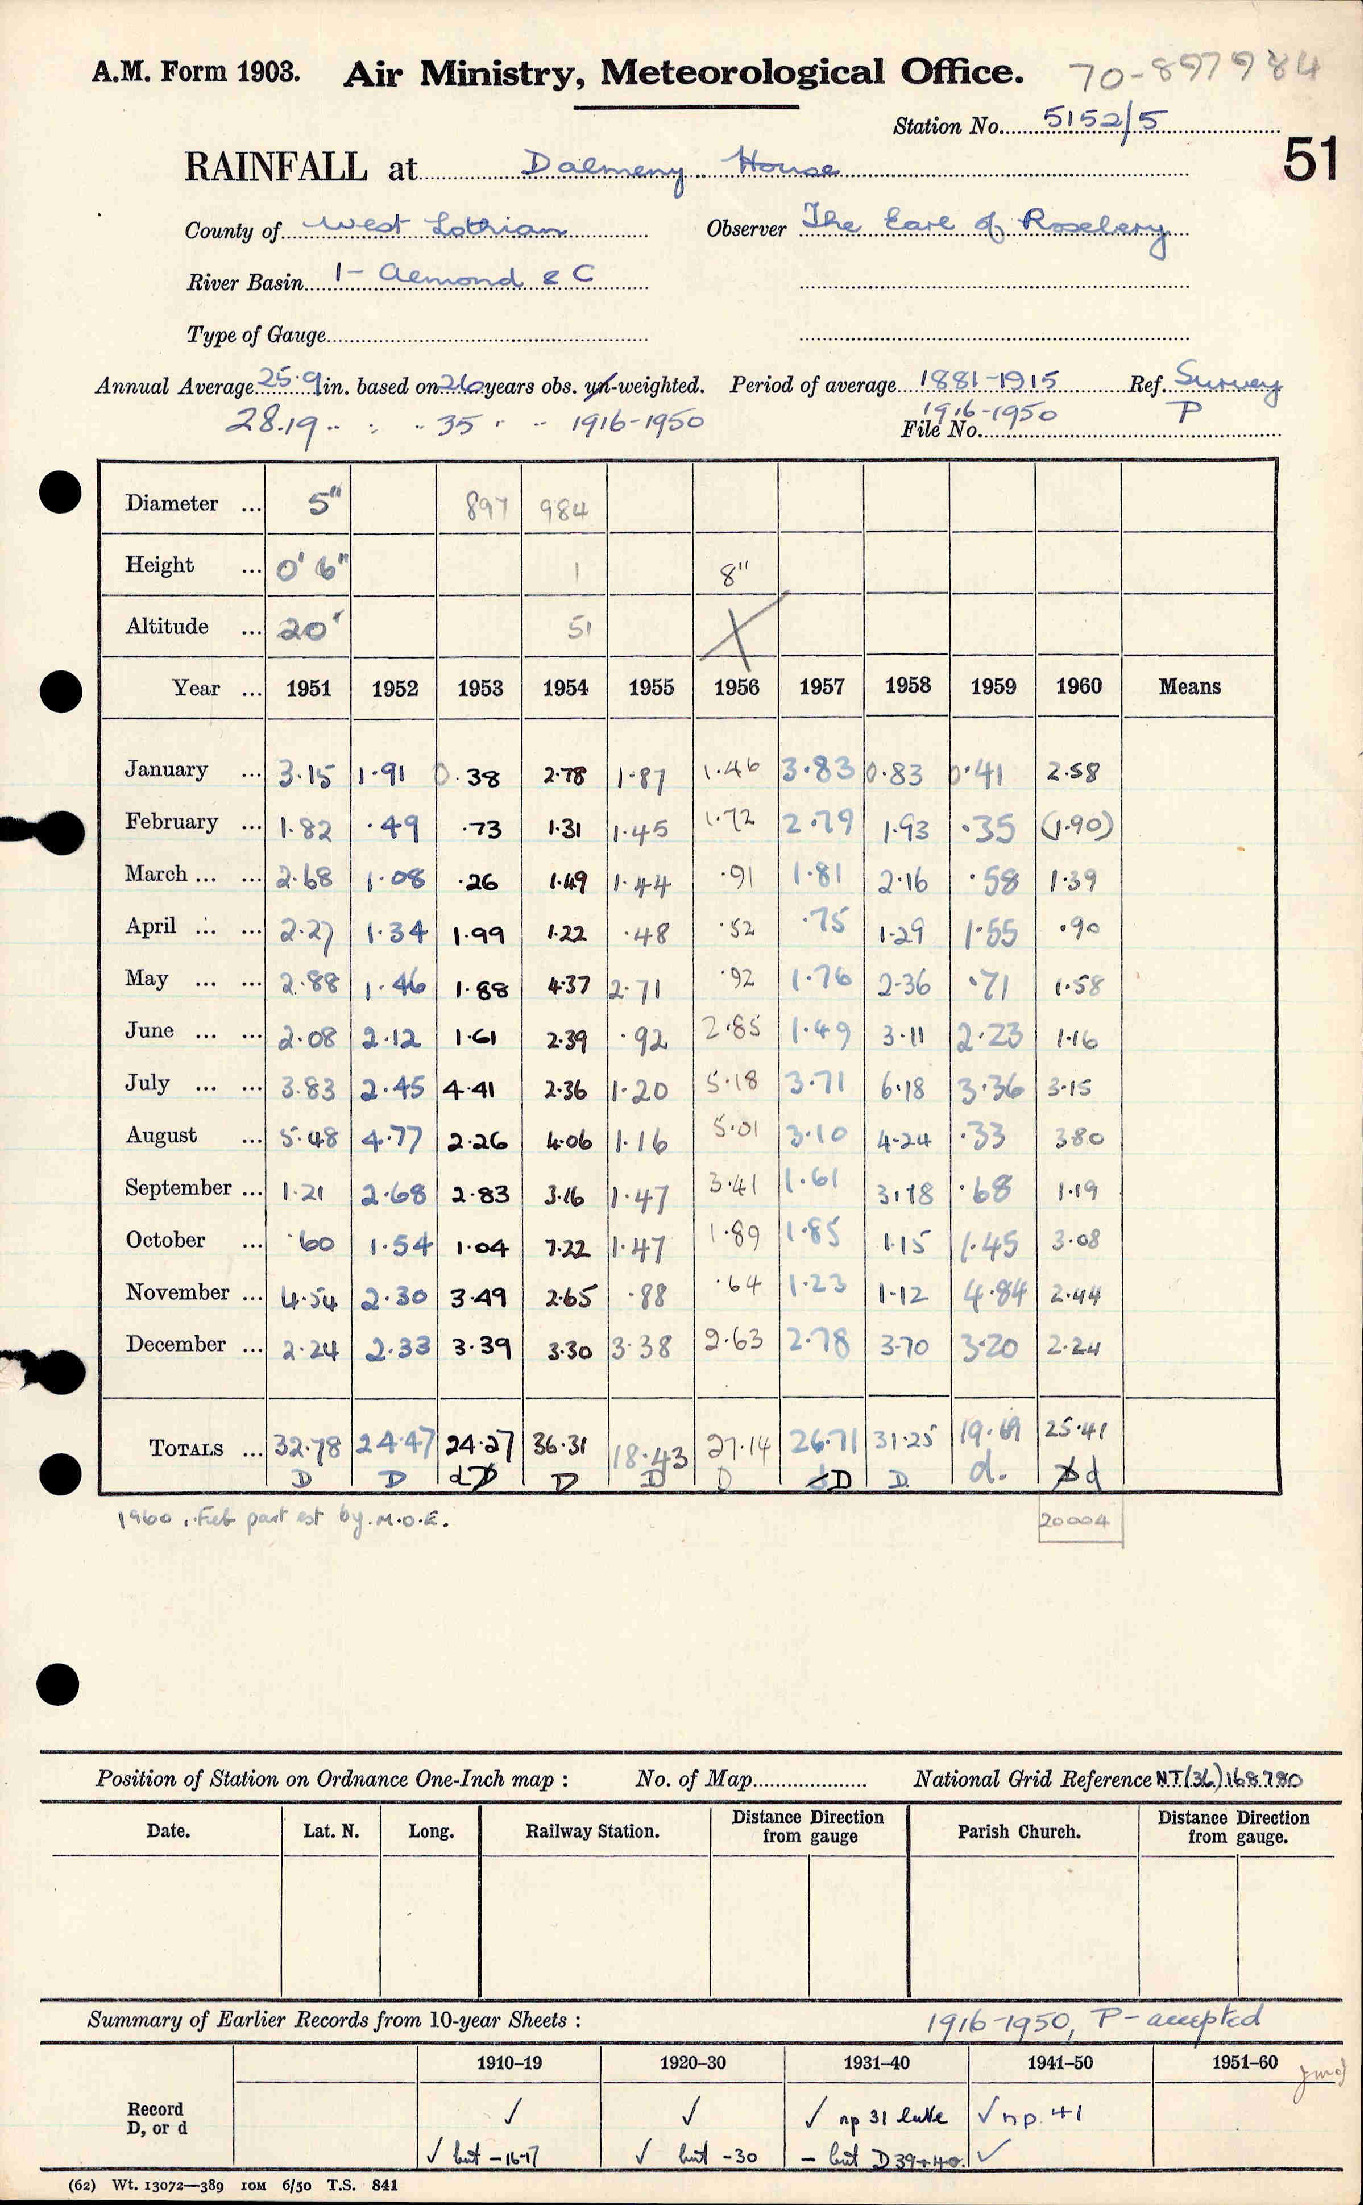 A.M. Form 1903. Air Ministry, Meteorological Office. 70-897984
Station No. 5152/5
51
RAINFALL at Dalmeny House
County of West Lothian Observer The Earl of Rosebery
River Basin 1- Almond & C
Type of Gauge
Annual Average 25.9 in. based on 26 years obs. un-weighted. Period of average 1881-1915 Ref. Survey
28.19 " : " 35 " " 1916-1950 1916-1950 P
File No.
Diameter ... 5" 897 984
Height ... 0' 6" 1 8"
Altitude ... 20' 51
Year ... 1951 1952 1953 1954 1955 1956 1957 1958 1959 1960 Means
January ... 3.15 1.91 0.38 2.78 1.87 1.46 3.83 0.83 0.41 2.58
February ... 1.82 .49 .73 1.31 1.45 1.72 2.79 1.93 .35 (1.90)
March ... ... 2.68 1.08 .26 1.49 1.44 .91 1.81 2.16 .58 1.39
April ... ... 2.27 1.34 1.99 1.22 .48 .52 .75 1.29 1.55 .90
May ... ... 2.88 1.46 1.88 4.37 2.71 .92 1.76 2.36 .71 1.58
June ... ... 2.08 2.12 1.61 2.39 .92 2.85 1.49 3.11 2.23 1.16
July ... ... 3.83 2.45 4.41 2.36 1.20 5.18 3.71 6.18 3.36 3.15
August ... 5.48 4.77 2.26 4.06 1.16 5.01 3.10 4.24 .33 3.80
September ... 1.21 2.68 2.83 3.16 1.47 3.41 1.61 3.18 .68 1.19
October ... .60 1.54 1.04 7.22 1.47 1.89 1.85 1.15 1.45 3.08
November ... 4.54 2.30 3.49 2.65 .88 .64 1.23 1.12 4.84 2.44
December ... 2.24 2.33 3.39 3.30 3.38 2.63 2.78 3.70 3.20 2.24
TOTALS ... 32.78 24.47 24.27 36.31 18.43 27.14 26.71 31.25 19.69 25.41
D D d D D D D D D d. d
1960, Feb part est by M.O.E.
20004
Position of Station on Ordnance One-Inch map : No. of Map National Grid Reference NT(36)168780
Date. Lat. N. Long. Railway Station. Distance from gauge Direction Parish Church. Distance from gauge. Direction
Summary of Earlier Records from 10-year Sheets : 1916-1950, P-accepted
1910-19 1920-30 1931-40 1941-50 1951-60
Record ✓ ✓ ✓ np 31 luke ✓ np. 41
D, or d ✓ but -16-17 ✓ but -30 - but D39+40. ✓
(62) Wt. 13072—389 10M 6/50 T.S. 841